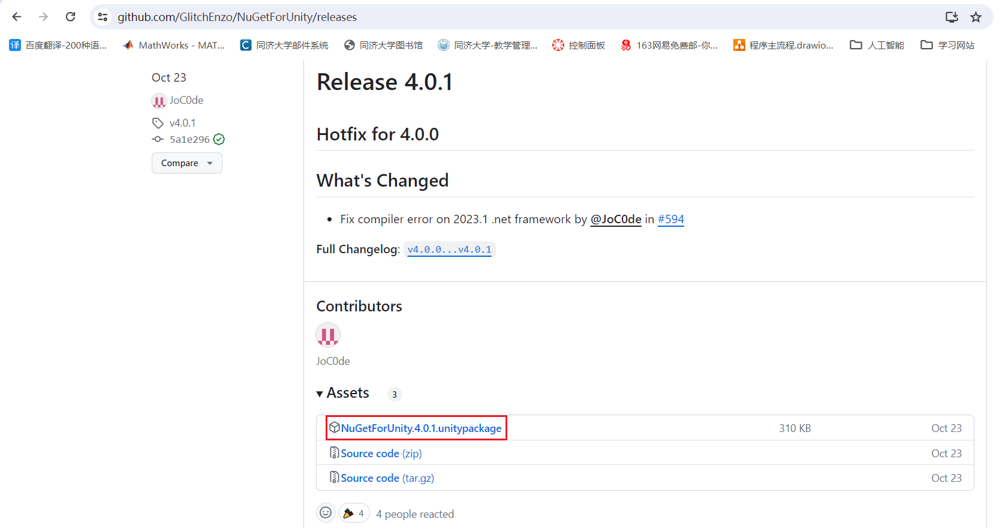 github.com/GlitchEnzo/NuGetForUnity/releases
译 百度翻译-200种语... MathWorks - MAT... C 同济大学邮件系统 同济大学图书馆 同济大学-教学管理... 控制面板 易 163网易免费邮-你... 程序主流程.drawio... 人工智能 学习网站
Oct 23
JoC0de
v4.0.1
5a1e296
Compare
Release 4.0.1
Hotfix for 4.0.0
What's Changed
Fix compiler error on 2023.1 .net framework by @JoC0de in #594
Full Changelog: v4.0.0...v4.0.1
Contributors
JoC0de
Assets 3
NuGetForUnity.4.0.1.unitypackage 310 KB Oct 23
Source code (zip) Oct 23
Source code (tar.gz) Oct 23
4 4 people reacted